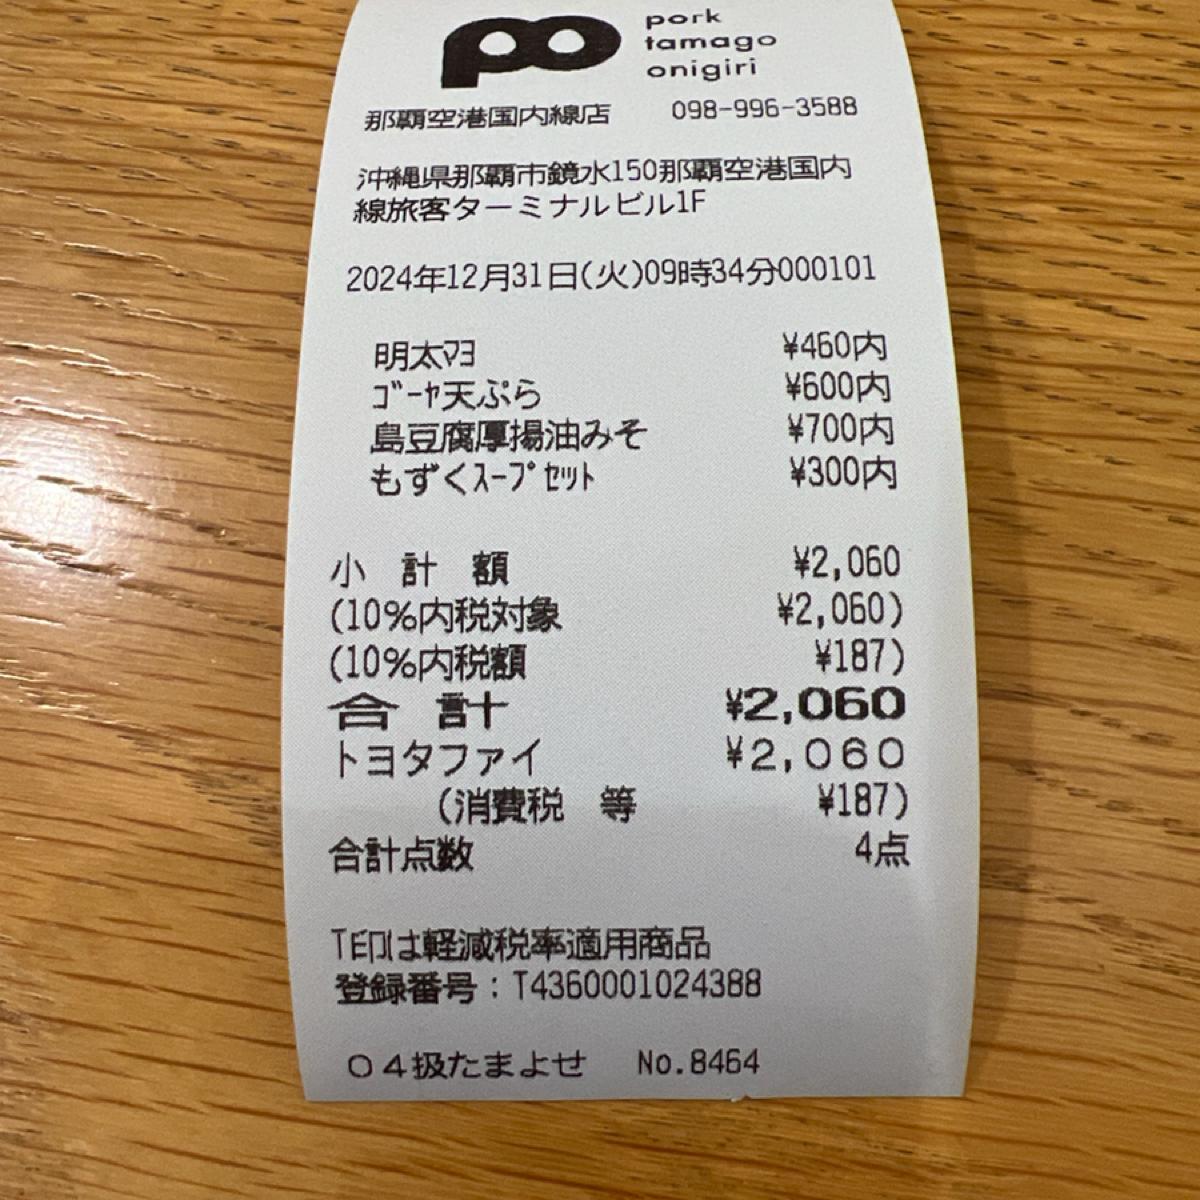 pork
tamago
onigiri
那覇空港国内線店 098-996-3588
沖縄県那覇市鏡水150那覇空港国内
線旅客ターミナルビル1F
2024年12月31日(火)09時34分000101
明太ﾏﾖ ¥460内
ｺﾞｰﾔ天ぷら ¥600内
島豆腐厚揚油みそ ¥700内
もずくｽｰﾌﾟｾｯﾄ ¥300内
小 計 額 ¥2,060
(10%内税対象 ¥2,060)
(10%内税額 ¥187)
合 計 ¥2,060
トヨタファイ ¥2,060
(消費税 等 ¥187)
合計点数 4点
T印は軽減税率適用商品
登録番号：T4360001024388
04扱たまよせ No.8464